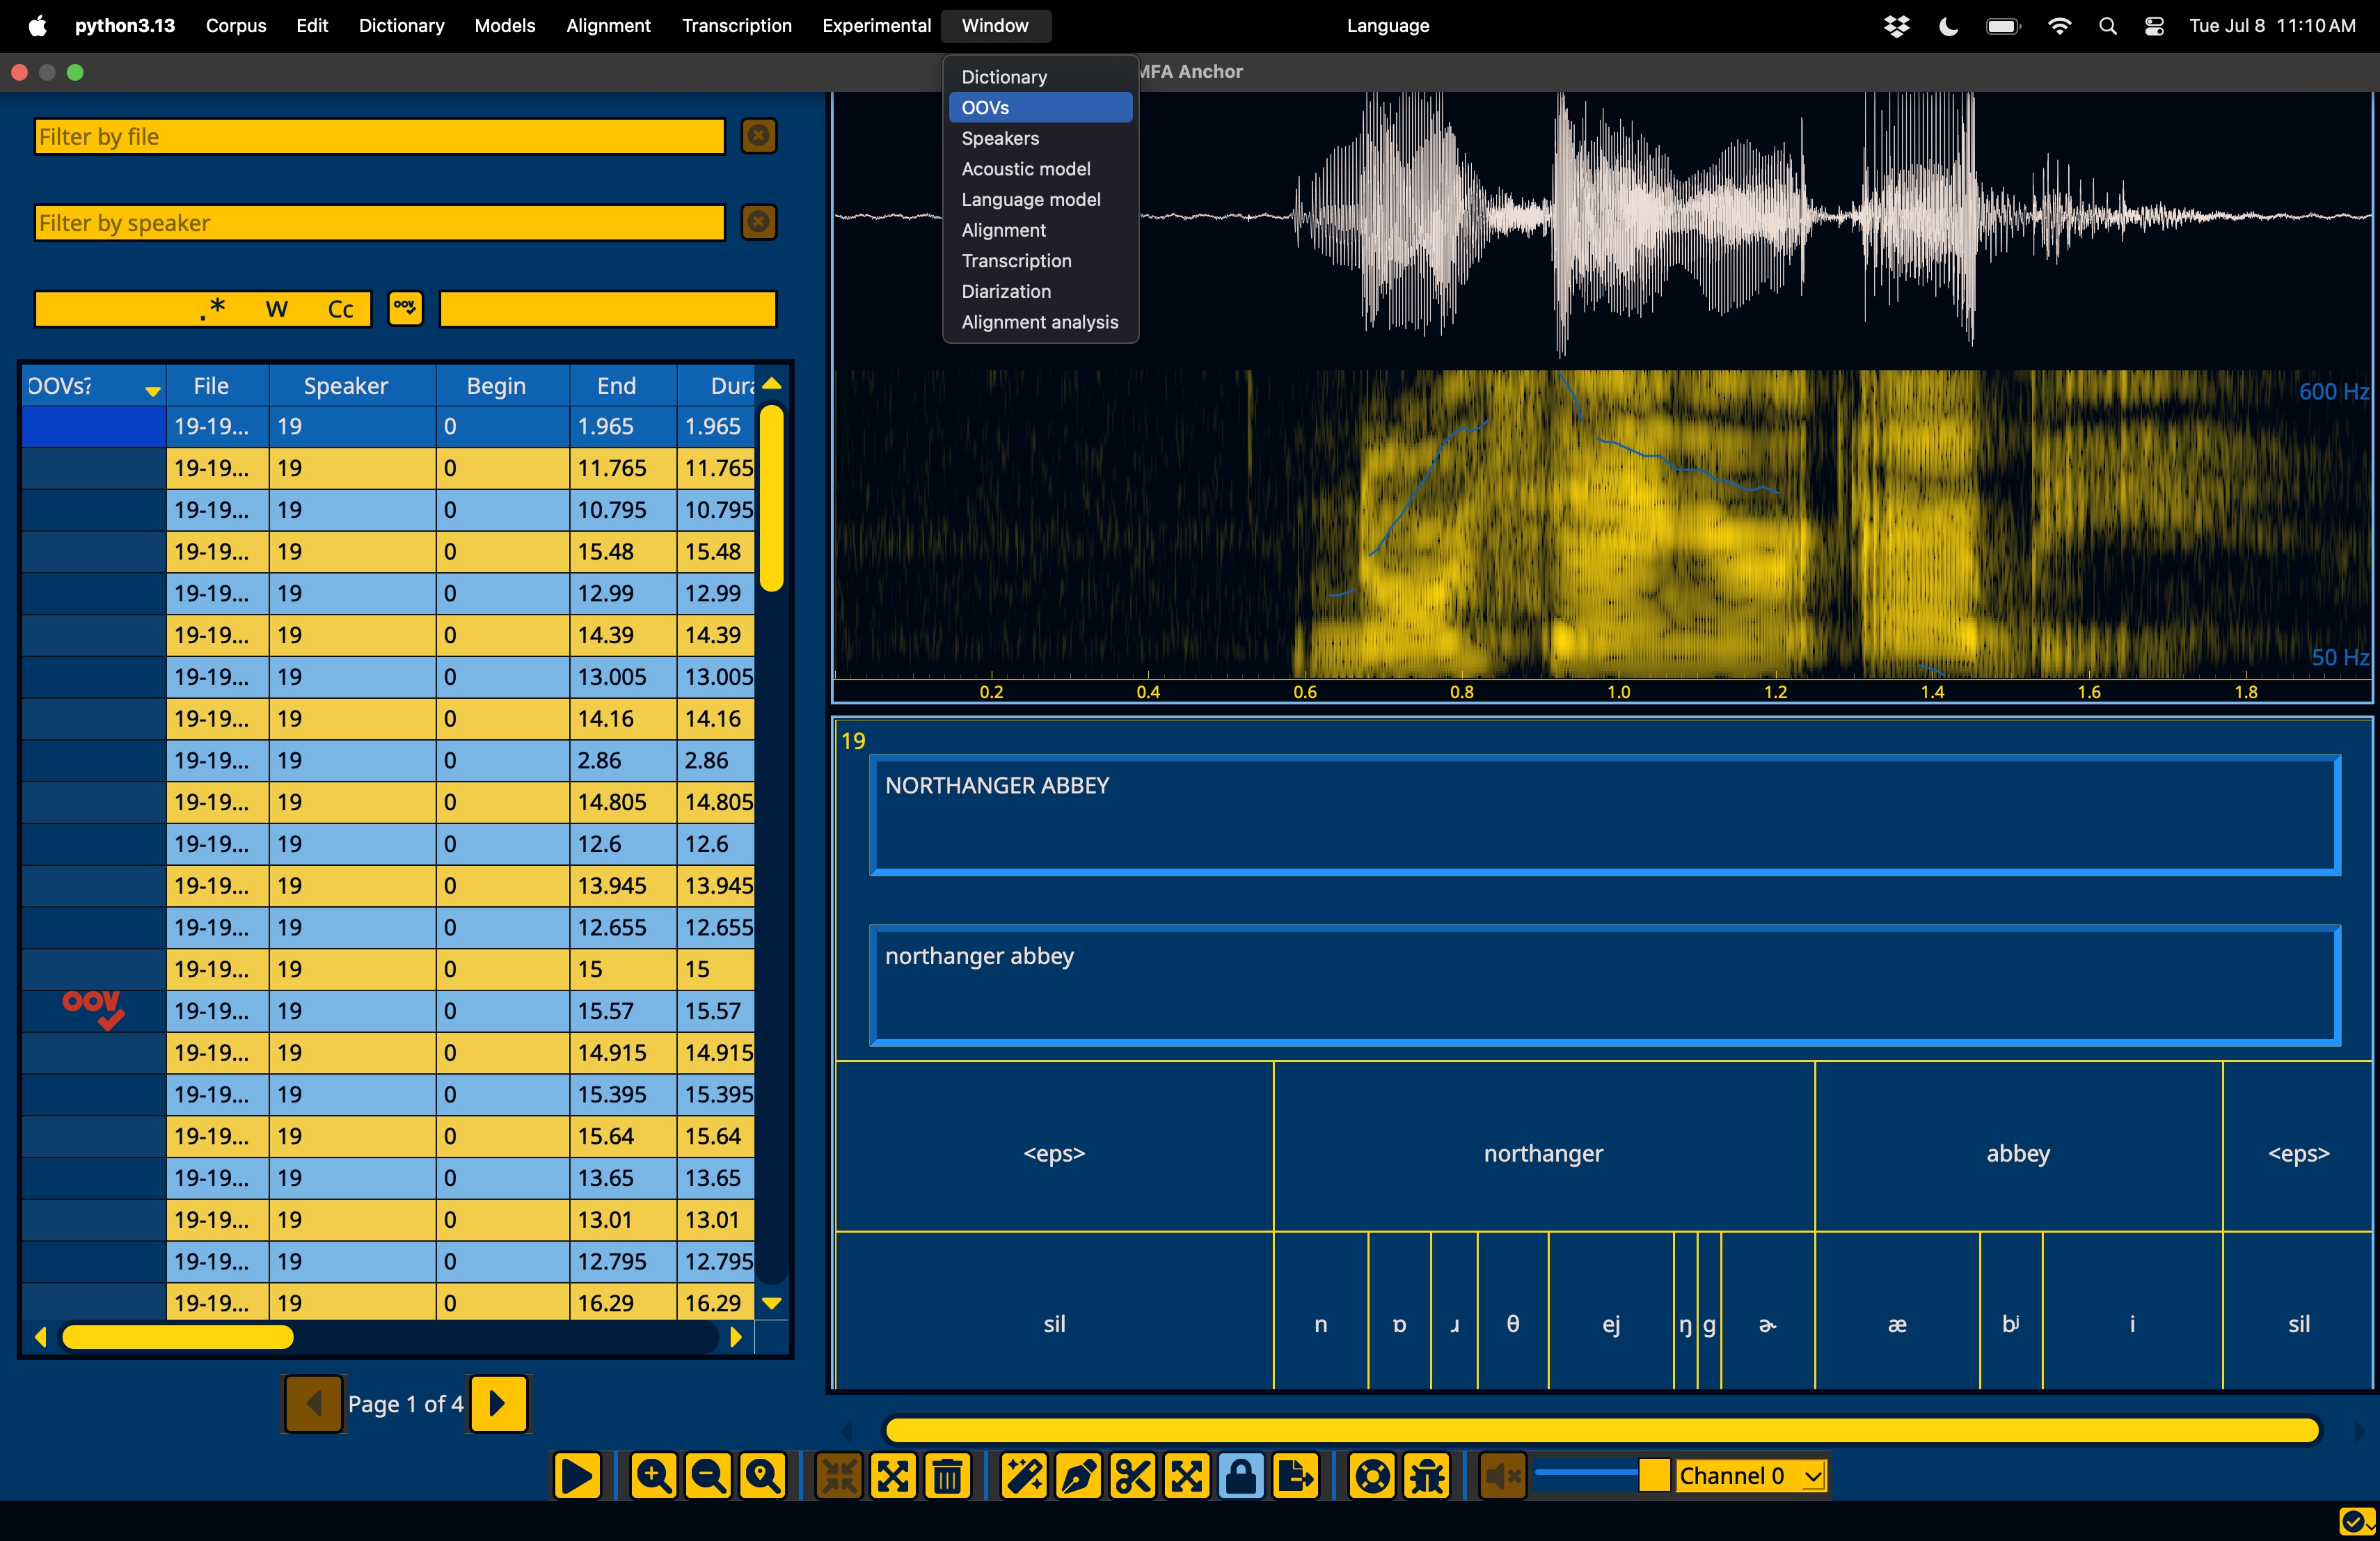 python3.13 Corpus Edit Dictionary Models Alignment Transcription Experimental Window Language Tue Jul 8 11:10 AM
MFA Anchor
Dictionary
OOVs
Speakers
Acoustic model
Language model
Alignment
Transcription
Diarization
Alignment analysis
Filter by file
Filter by speaker
.* W Cc oov
OOVs? File Speaker Begin End Dura
19-19... 19 0 1.965 1.965
19-19... 19 0 11.765 11.765
19-19... 19 0 10.795 10.795
19-19... 19 0 15.48 15.48
19-19... 19 0 12.99 12.99
19-19... 19 0 14.39 14.39
19-19... 19 0 13.005 13.005
19-19... 19 0 14.16 14.16
19-19... 19 0 2.86 2.86
19-19... 19 0 14.805 14.805
19-19... 19 0 12.6 12.6
19-19... 19 0 13.945 13.945
19-19... 19 0 12.655 12.655
19-19... 19 0 15 15
oov 19-19... 19 0 15.57 15.57
19-19... 19 0 14.915 14.915
19-19... 19 0 15.395 15.395
19-19... 19 0 15.64 15.64
19-19... 19 0 13.65 13.65
19-19... 19 0 13.01 13.01
19-19... 19 0 12.795 12.795
19-19... 19 0 16.29 16.29
Page 1 of 4
600 Hz
50 Hz
0.2 0.4 0.6 0.8 1.0 1.2 1.4 1.6 1.8
19
NORTHANGER ABBEY
northanger abbey
<eps> northanger abbey <eps>
sil n ɒ ɹ θ ej ŋ ɡ ɚ æ bʲ i sil
Channel 0